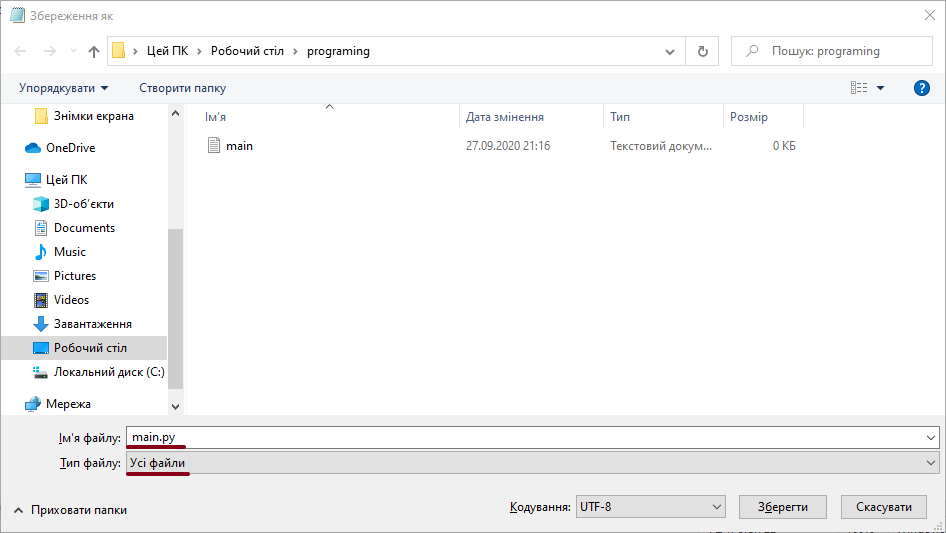 Збереження як
Цей ПК › Робочий стіл › programing
Пошук: programing
Упорядкувати
Створити папку
?
Знімки екрана
OneDrive
Цей ПК
3D-об'єкти
Documents
Music
Pictures
Videos
Завантаження
Робочий стіл
Локальний диск (C:)
Мережа
Ім'я Дата змінення Тип Розмір
main 27.09.2020 21:16 Текстовий докум... 0 КБ
Ім'я файлу: main.py
Тип файлу: Усі файли
Приховати папки
Кодування: UTF-8
Зберегти
Скасувати